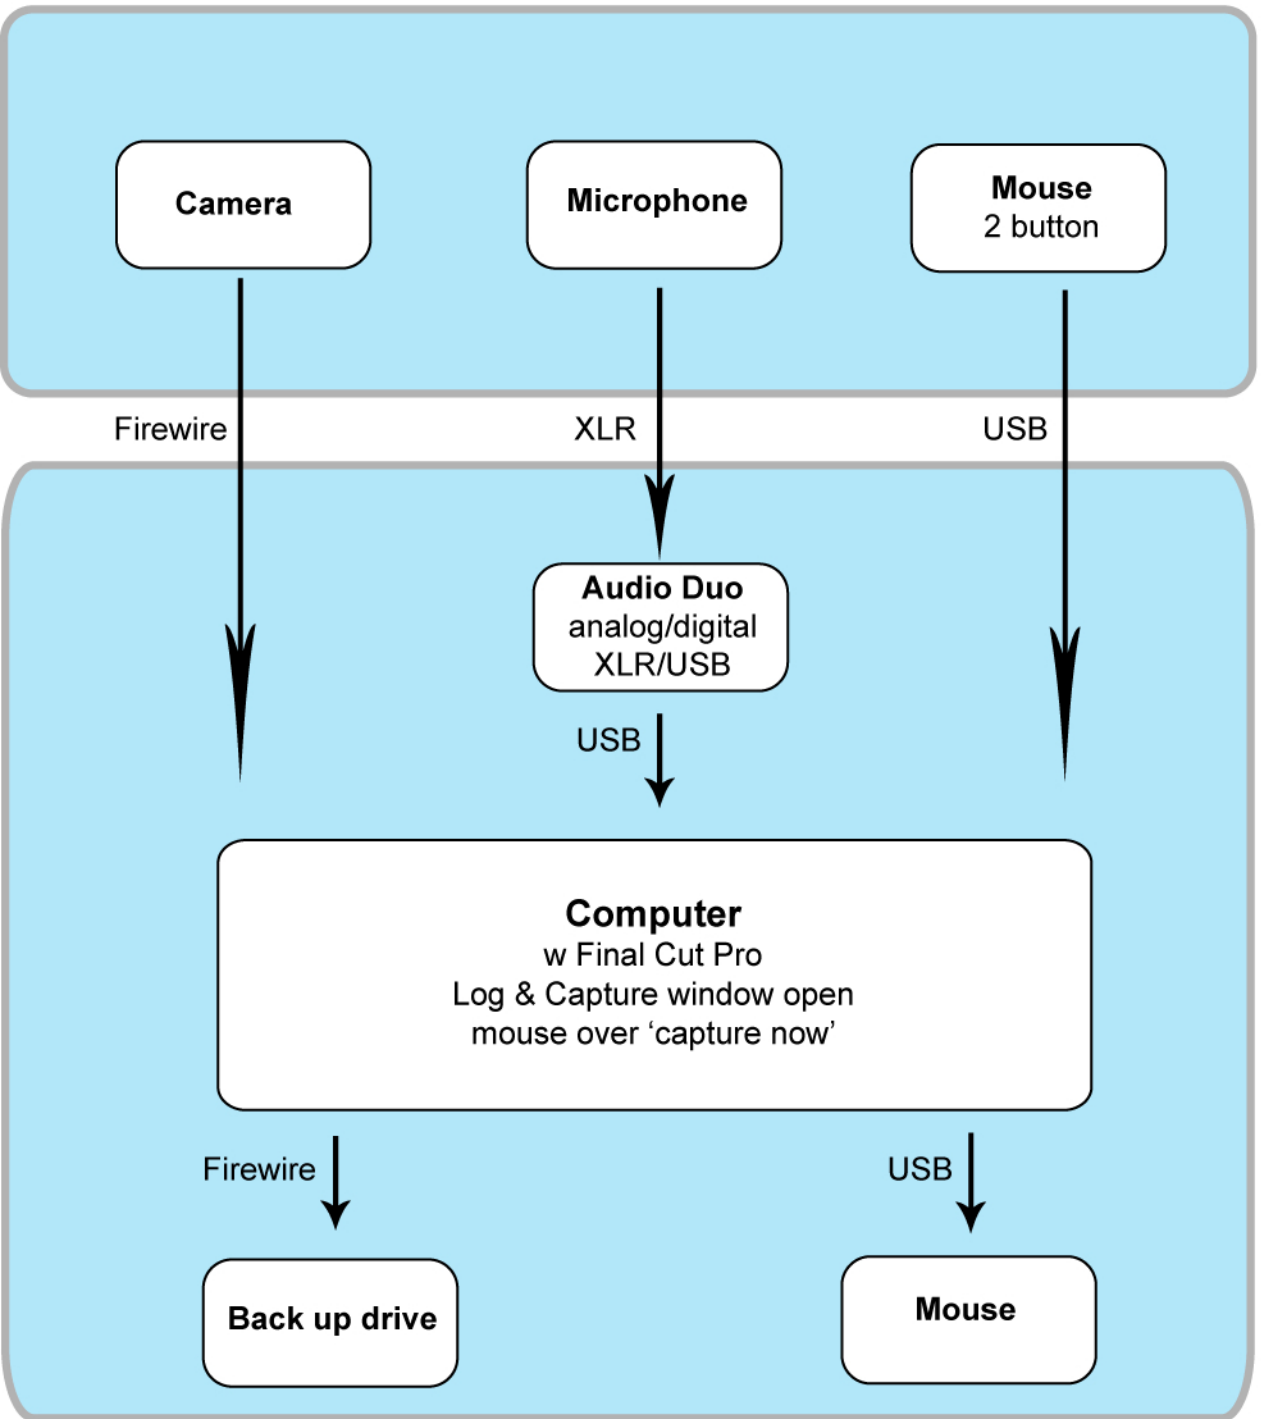 Camera
Microphone
Mouse
2 button
Firewire
XLR
USB
Audio Duo
analog/digital
XLR/USB
USB
Computer
w Final Cut Pro
Log & Capture window open
mouse over ‘capture now’
Firewire
USB
Back up drive
Mouse